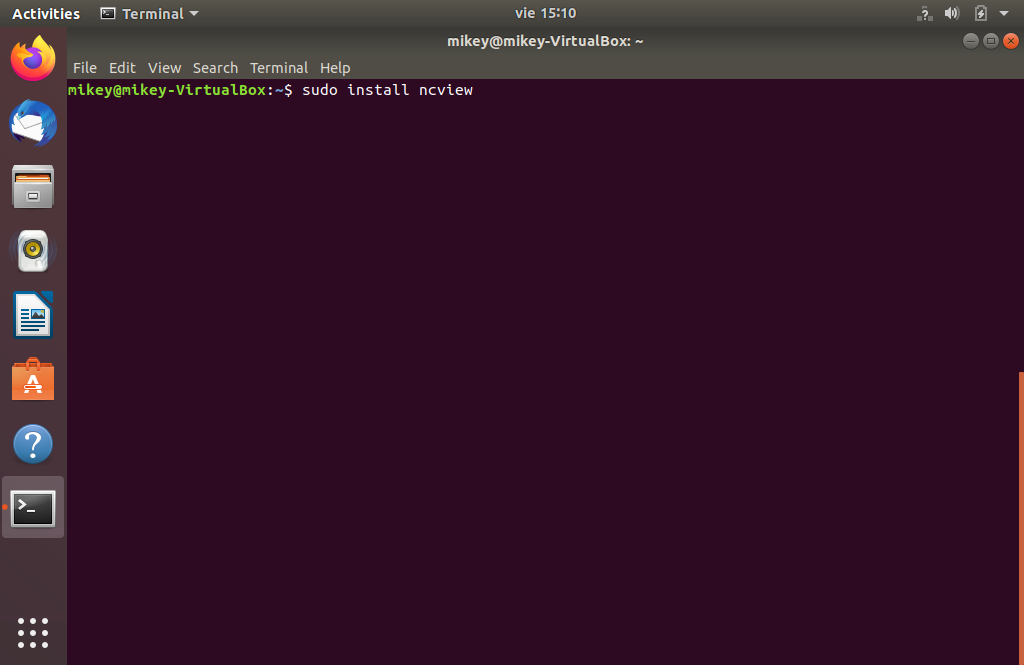 Activities Terminal vie 15:10
mikey@mikey-VirtualBox: ~
File Edit View Search Terminal Help
mikey@mikey-VirtualBox:~$ sudo install ncview